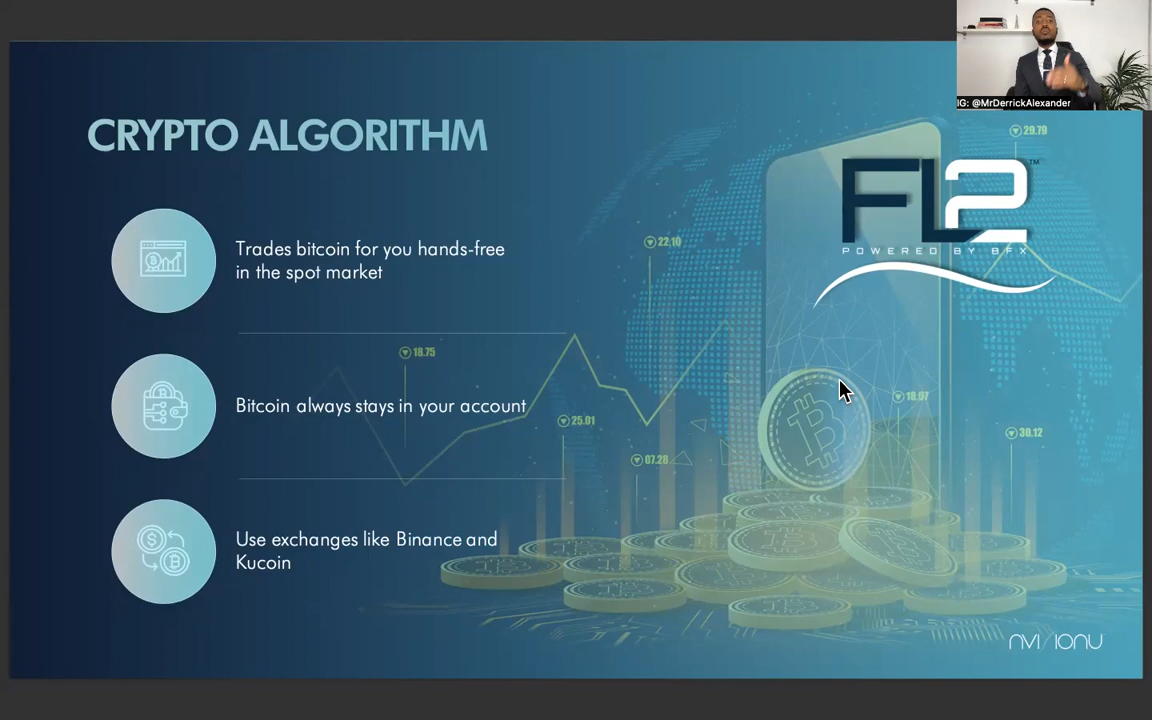 IG: @MrDerrickAlexander
CRYPTO ALGORITHM
29.79
FL2
TM
POWERED BY BFX
Trades bitcoin for you hands-free
in the spot market
22.10
18.75
Bitcoin always stays in your account
18.07
25.01
30.12
07.28
Use exchanges like Binance and
Kucoin
NVISIONU